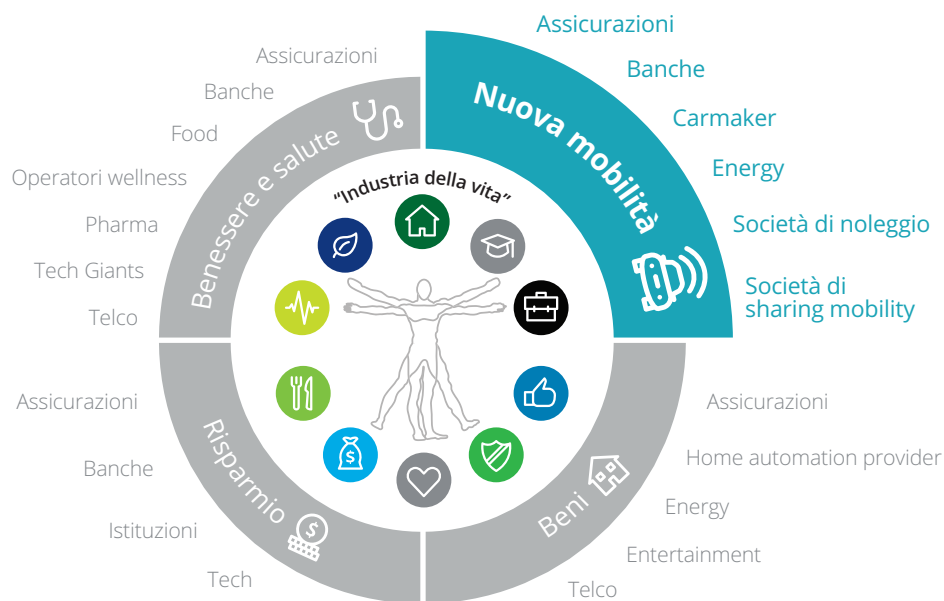 Assicurazioni
Banche
Food
Operatori wellness
Pharma
Tech Giants
Telco
Benessere e salute
Assicurazioni
Banche
Carmaker
Energy
Società di noleggio
Società di
sharing mobility
Nuova mobilità
"Industria della vita"
Assicurazioni
Banche
Istituzioni
Tech
Risparmio
$
$
Beni
Assicurazioni
Home automation provider
Energy
Entertainment
Telco